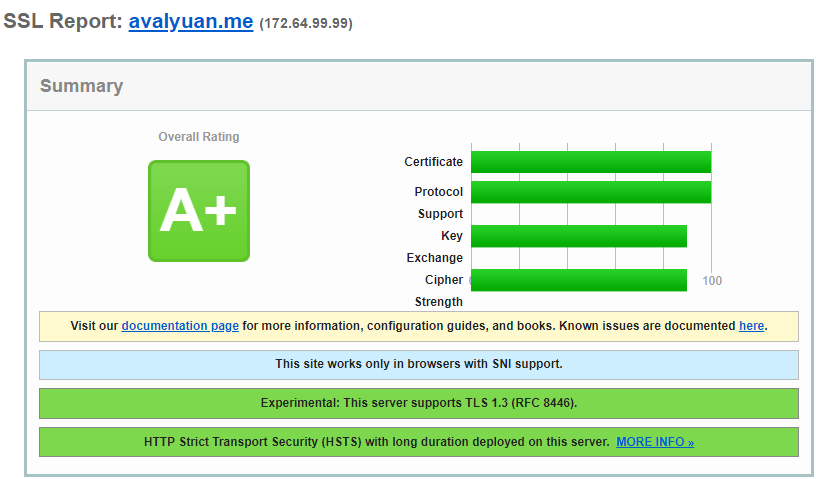 SSL Report: avalyuan.me (172.64.99.99)
Summary
Overall Rating
A+
Certificate
Protocol
Support
Key
Exchange
Cipher
Strength
100
Visit our documentation page for more information, configuration guides, and books. Known issues are documented here.
This site works only in browsers with SNI support.
Experimental: This server supports TLS 1.3 (RFC 8446).
HTTP Strict Transport Security (HSTS) with long duration deployed on this server. MORE INFO »